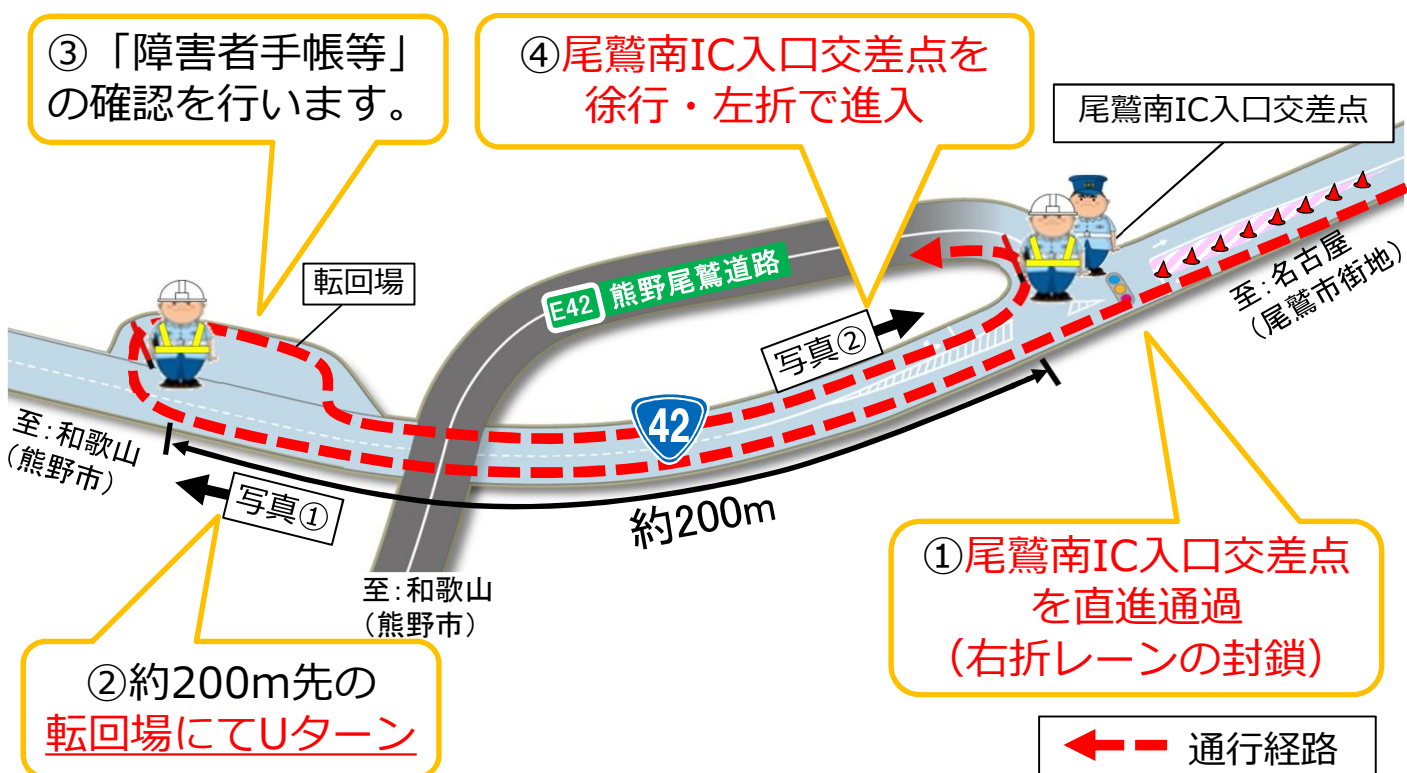 ③「障害者手帳等」
の確認を行います。
④尾鷲南IC入口交差点を
徐行・左折で進入
尾鷲南IC入口交差点
転回場
E42 熊野尾鷲道路
至:名古屋
（尾鷲市街地）
写真②
42
至:和歌山
（熊野市）
写真①
約200m
至:和歌山
（熊野市）
①尾鷲南IC入口交差点
を直進通過
（右折レーンの封鎖）
②約200m先の
転回場にてUターン
通行経路